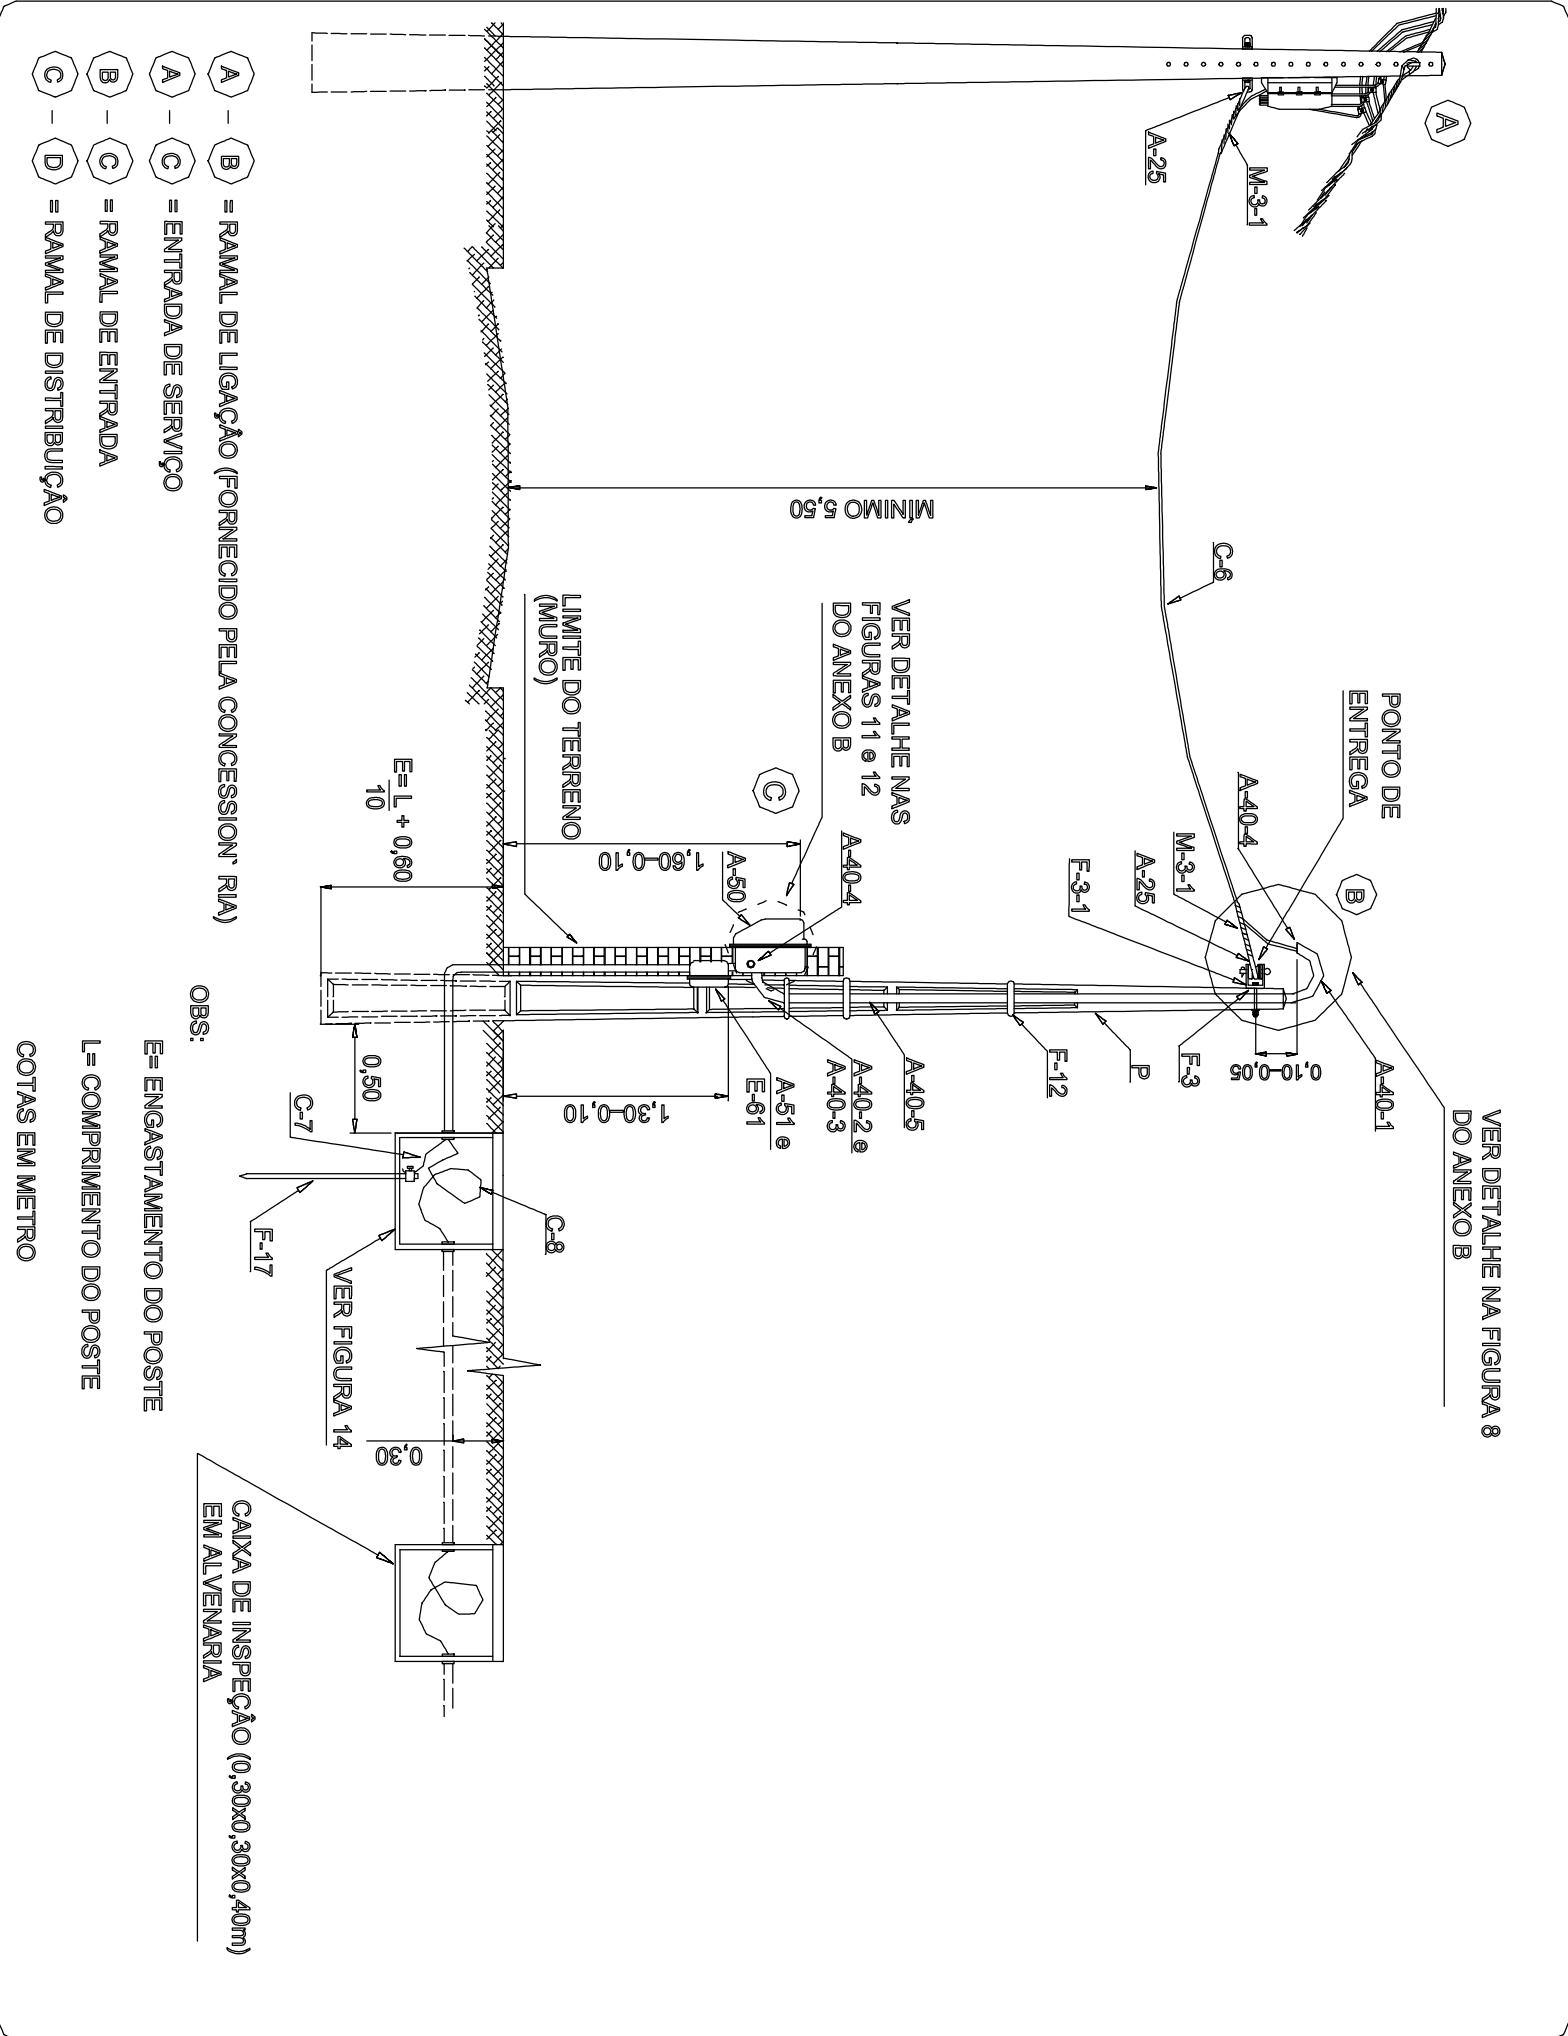 A
A-25
M-3-1
MÍNIMO 5,50
C-6
PONTO DE
ENTREGA
A-40-4
M-3-1
A-25
F-3-1
B
VER DETALHE NA FIGURA 8
DO ANEXO B
A-40-1
0,10-0,05
F-3
P
F-12
A-40-5
A-40-2 e
A-40-3
A-51 e
E-61
VER DETALHE NAS
FIGURAS 11 e 12
DO ANEXO B
C
A-40-4
A-50
1,60-0,10
LIMITE DO TERRENO
(MURO)
1,30-0,10
E= L + 0,60
10
0,50
C-7
C-8
F-17
VER FIGURA 14
0,30
CAIXA DE INSPEÇÃO (0,30x0,30x0,40m)
EM ALVENARIA
A - B = RAMAL DE LIGAÇÃO (FORNECIDO PELA CONCESSION` RIA)
A - C = ENTRADA DE SERVIÇO
B - C = RAMAL DE ENTRADA
C - D = RAMAL DE DISTRIBUIÇÃO
OBS:
E= ENGASTAMENTO DO POSTE
L= COMPRIMENTO DO POSTE
COTAS EM METRO